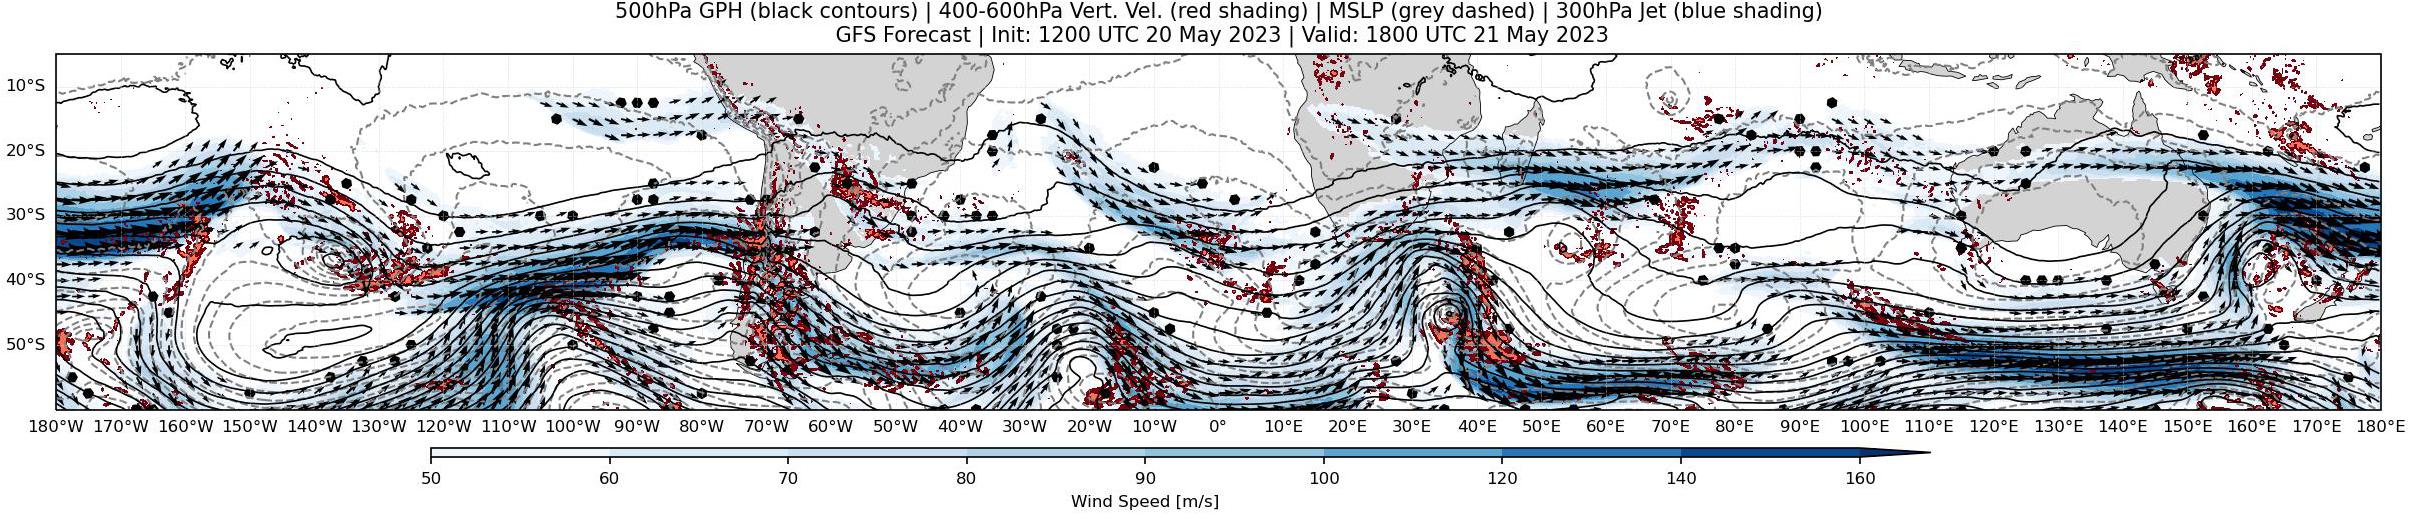 500hPa GPH (black contours) | 400-600hPa Vert. Vel. (red shading) | MSLP (grey dashed) | 300hPa Jet (blue shading)
GFS Forecast | Init: 1200 UTC 20 May 2023 | Valid: 1800 UTC 21 May 2023
10°S
20°S
30°S
40°S
50°S
180°W 170°W 160°W 150°W 140°W 130°W 120°W 110°W 100°W 90°W 80°W 70°W 60°W 50°W 40°W 30°W 20°W 10°W 0° 10°E 20°E 30°E 40°E 50°E 60°E 70°E 80°E 90°E 100°E 110°E 120°E 130°E 140°E 150°E 160°E 170°E 180°E
50 60 70 80 90 100 120 140 160
Wind Speed [m/s]